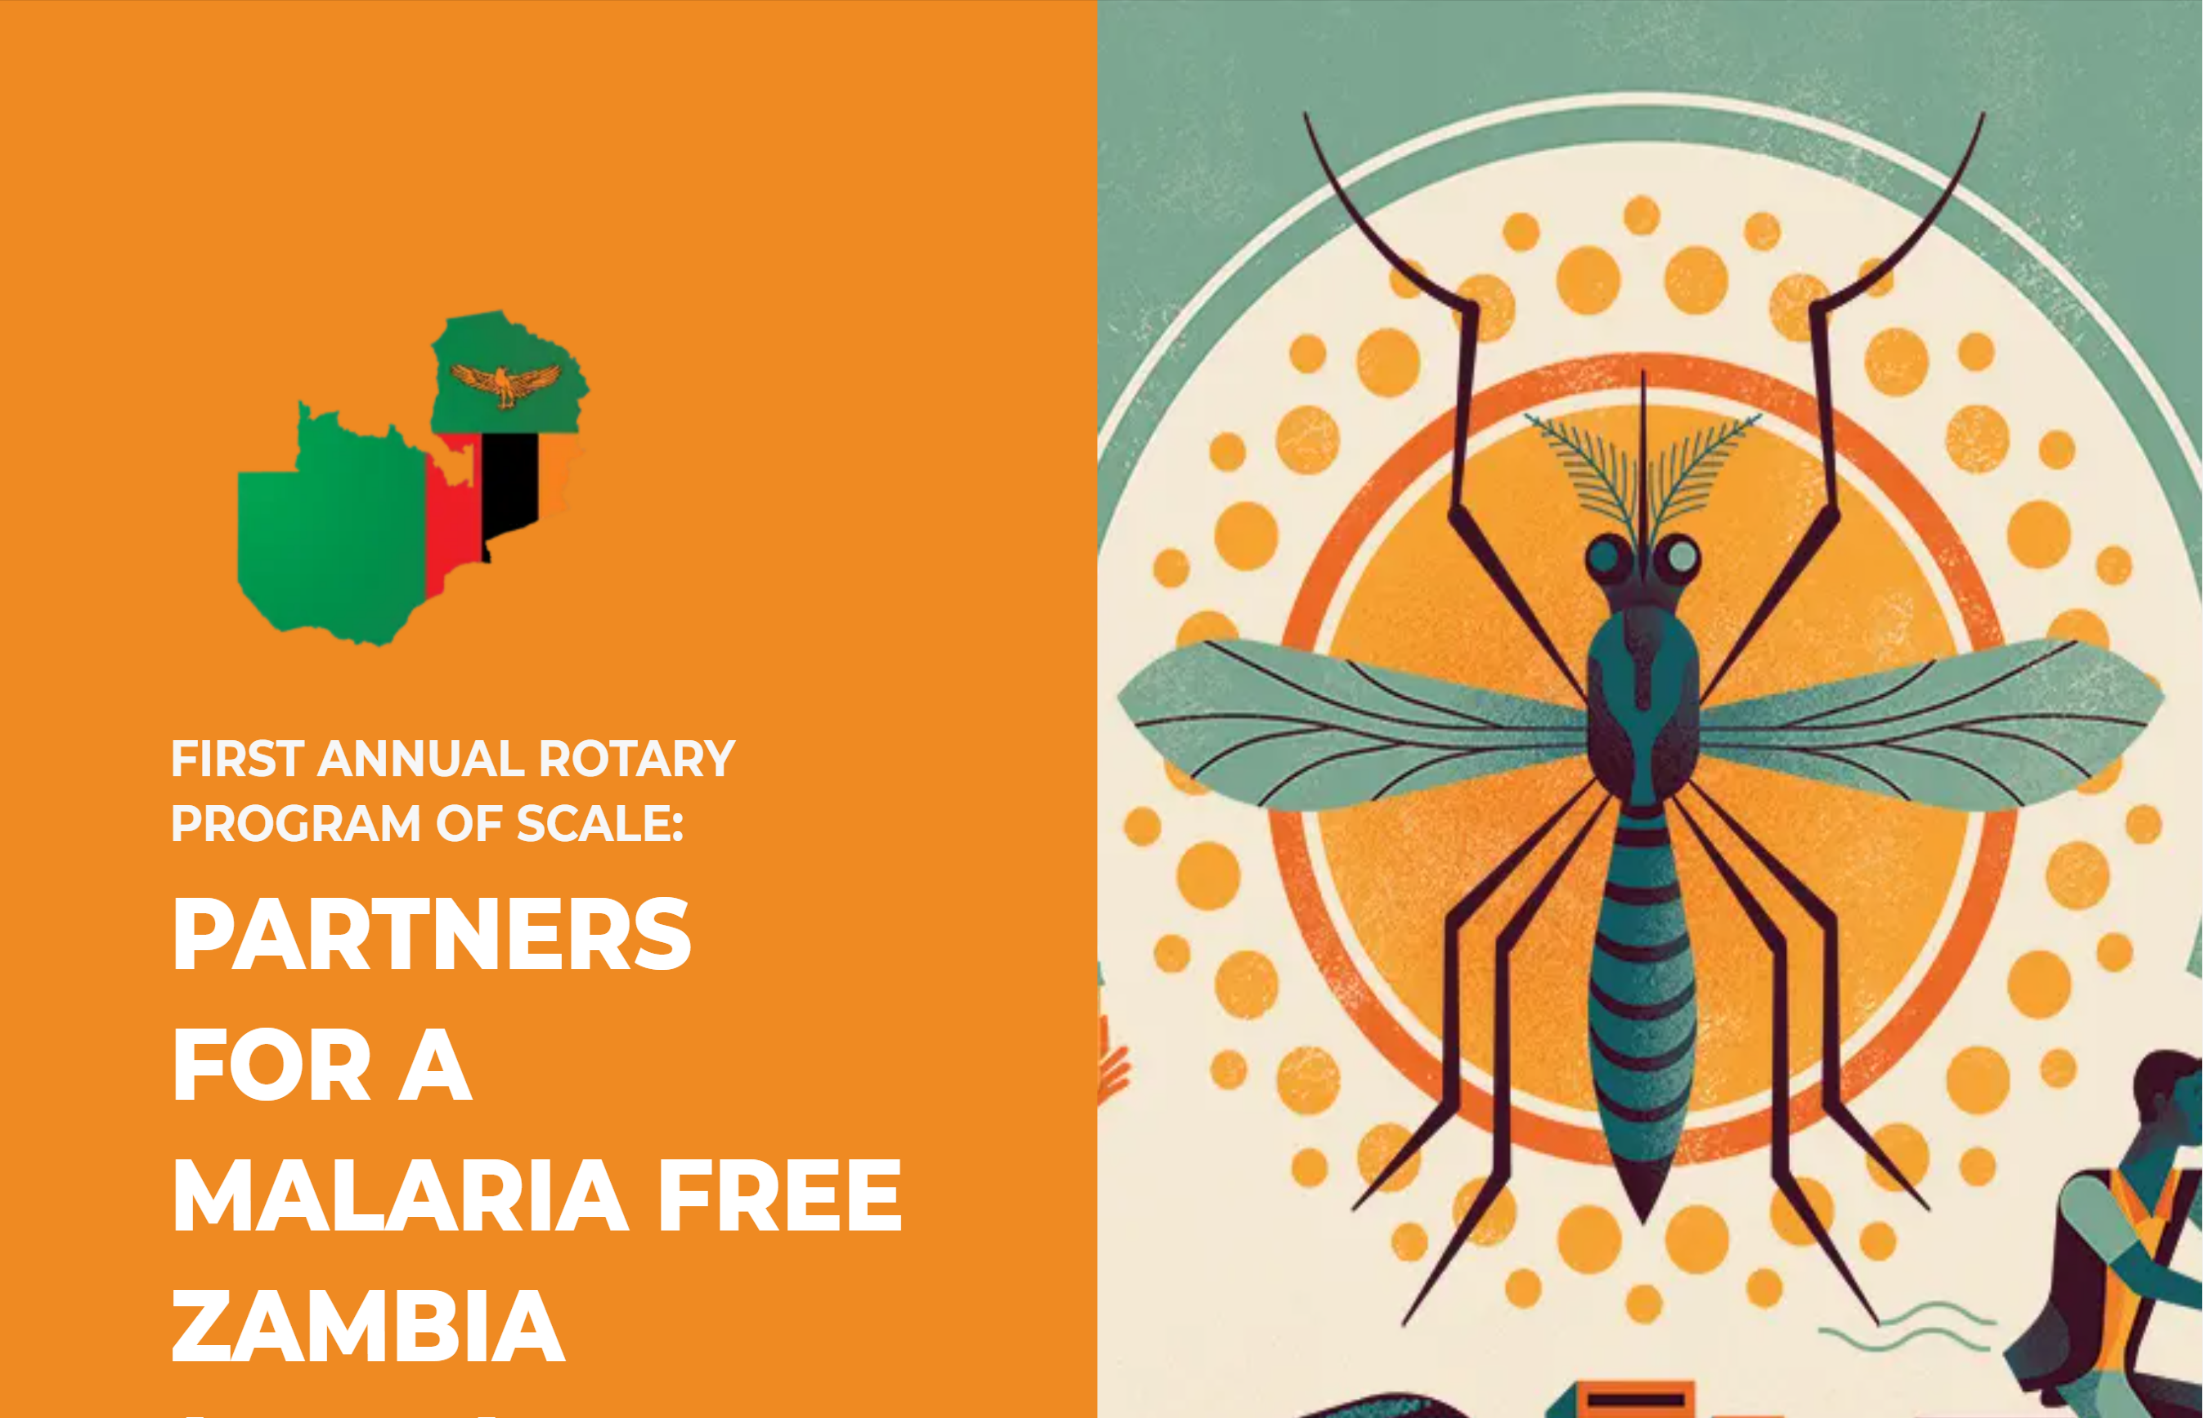 FIRST ANNUAL ROTARY
PROGRAM OF SCALE:
PARTNERS
FOR A
MALARIA FREE
ZAMBIA